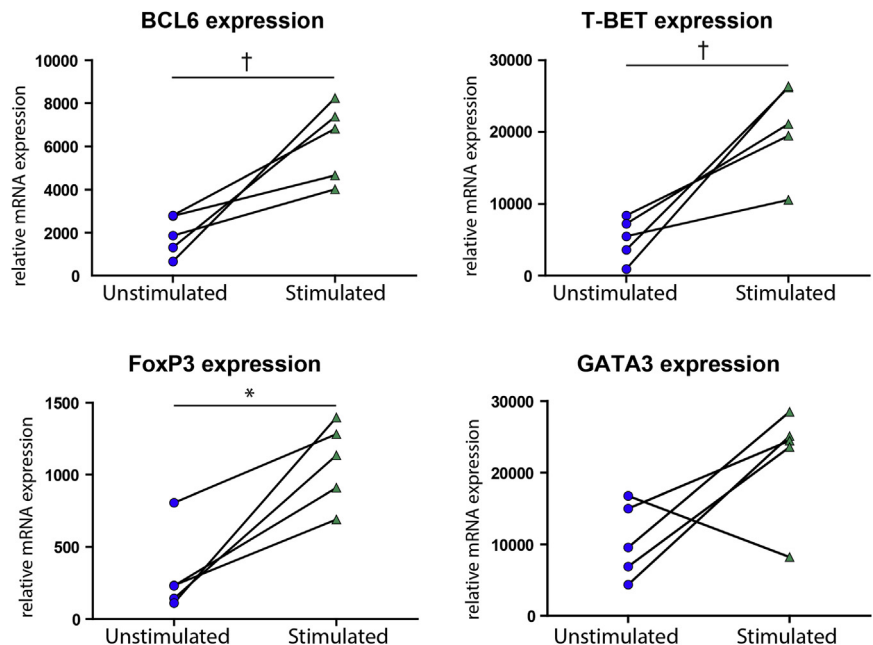 BCL6 expression
†
relative mRNA expression
10000
8000
6000
4000
2000
0
Unstimulated Stimulated
T-BET expression
†
relative mRNA expression
30000
20000
10000
0
Unstimulated Stimulated
FoxP3 expression
*
relative mRNA expression
1500
1000
500
0
Unstimulated Stimulated
GATA3 expression
relative mRNA expression
30000
20000
10000
0
Unstimulated Stimulated